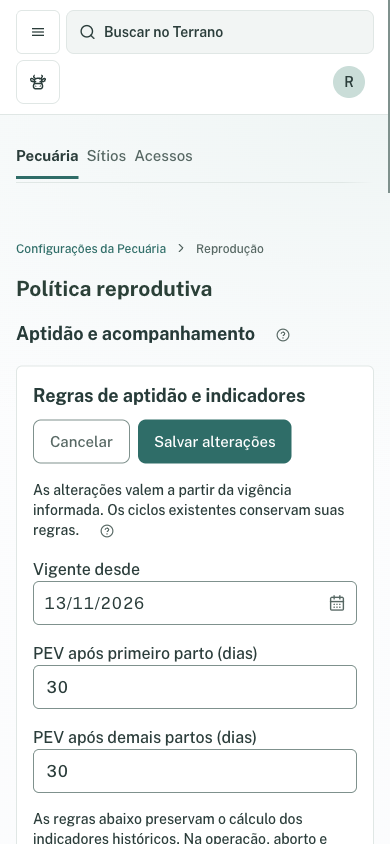 Buscar no Terrano
R
Pecuária Sítios Acessos
Configurações da Pecuária > Reprodução
Política reprodutiva
Aptidão e acompanhamento ?
Regras de aptidão e indicadores
Cancelar Salvar alterações
As alterações valem a partir da vigência
informada. Os ciclos existentes conservam suas
regras. ?
Vigente desde
13/11/2026
PEV após primeiro parto (dias)
30
PEV após demais partos (dias)
30
As regras abaixo preservam o cálculo dos
indicadores históricos. Na operação, aborto e